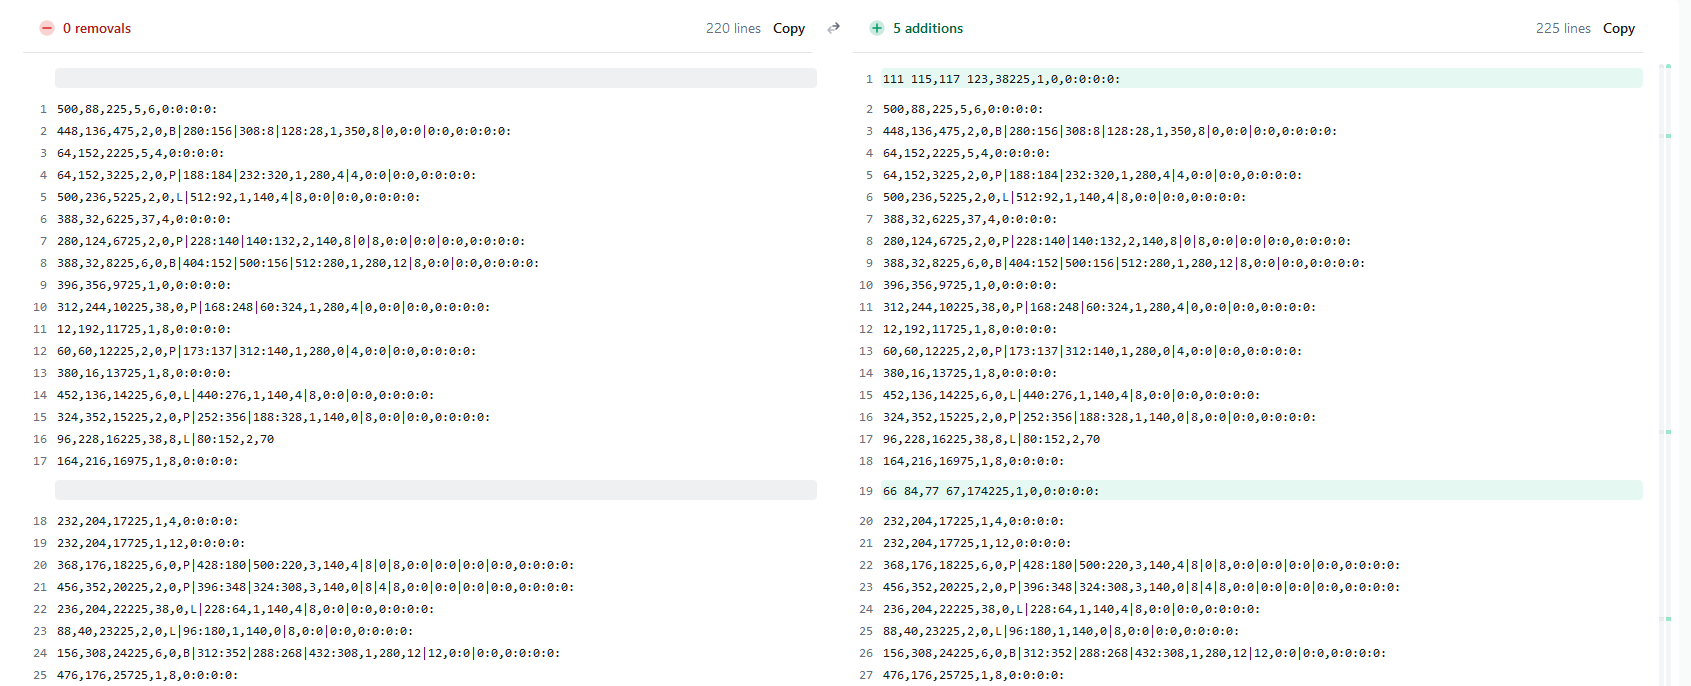 0 removals
220 lines Copy
1 500,88,225,5,6,0:0:0:0:
2 448,136,475,2,0,B|280:156|308:8|128:28,1,350,8|0,0:0|0:0,0:0:0:0:
3 64,152,2225,5,4,0:0:0:0:
4 64,152,3225,2,0,P|188:184|232:320,1,280,4|4,0:0|0:0,0:0:0:0:
5 500,236,5225,2,0,L|512:92,1,140,4|8,0:0|0:0,0:0:0:0:
6 388,32,6225,37,4,0:0:0:0:
7 280,124,6725,2,0,P|228:140|140:132,2,140,8|0|8,0:0|0:0|0:0,0:0:0:0:
8 388,32,8225,6,0,B|404:152|500:156|512:280,1,280,12|8,0:0|0:0,0:0:0:0:
9 396,356,9725,1,0,0:0:0:0:
10 312,244,10225,38,0,P|168:248|60:324,1,280,4|0,0:0|0:0,0:0:0:0:
11 12,192,11725,1,8,0:0:0:0:
12 60,60,12225,2,0,P|173:137|312:140,1,280,0|4,0:0|0:0,0:0:0:0:
13 380,16,13725,1,8,0:0:0:0:
14 452,136,14225,6,0,L|440:276,1,140,4|8,0:0|0:0,0:0:0:0:
15 324,352,15225,2,0,P|252:356|188:328,1,140,0|8,0:0|0:0,0:0:0:0:
16 96,228,16225,38,8,L|80:152,2,70
17 164,216,16975,1,8,0:0:0:0:
18 232,204,17225,1,4,0:0:0:0:
19 232,204,17725,1,12,0:0:0:0:
20 368,176,18225,6,0,P|428:180|500:220,3,140,4|8|0|8,0:0|0:0|0:0|0:0,0:0:0:0:
21 456,352,20225,2,0,P|396:348|324:308,3,140,0|8|4|8,0:0|0:0|0:0|0:0,0:0:0:0:
22 236,204,22225,38,0,L|228:64,1,140,4|8,0:0|0:0,0:0:0:0:
23 88,40,23225,2,0,L|96:180,1,140,0|8,0:0|0:0,0:0:0:0:
24 156,308,24225,6,0,B|312:352|288:268|432:308,1,280,12|12,0:0|0:0,0:0:0:0:
25 476,176,25725,1,8,0:0:0:0:
5 additions
225 lines Copy
1 111 115,117 123,38225,1,0,0:0:0:0:
2 500,88,225,5,6,0:0:0:0:
3 448,136,475,2,0,B|280:156|308:8|128:28,1,350,8|0,0:0|0:0,0:0:0:0:
4 64,152,2225,5,4,0:0:0:0:
5 64,152,3225,2,0,P|188:184|232:320,1,280,4|4,0:0|0:0,0:0:0:0:
6 500,236,5225,2,0,L|512:92,1,140,4|8,0:0|0:0,0:0:0:0:
7 388,32,6225,37,4,0:0:0:0:
8 280,124,6725,2,0,P|228:140|140:132,2,140,8|0|8,0:0|0:0|0:0,0:0:0:0:
9 388,32,8225,6,0,B|404:152|500:156|512:280,1,280,12|8,0:0|0:0,0:0:0:0:
10 396,356,9725,1,0,0:0:0:0:
11 312,244,10225,38,0,P|168:248|60:324,1,280,4|0,0:0|0:0,0:0:0:0:
12 12,192,11725,1,8,0:0:0:0:
13 60,60,12225,2,0,P|173:137|312:140,1,280,0|4,0:0|0:0,0:0:0:0:
14 380,16,13725,1,8,0:0:0:0:
15 452,136,14225,6,0,L|440:276,1,140,4|8,0:0|0:0,0:0:0:0:
16 324,352,15225,2,0,P|252:356|188:328,1,140,0|8,0:0|0:0,0:0:0:0:
17 96,228,16225,38,8,L|80:152,2,70
18 164,216,16975,1,8,0:0:0:0:
19 66 84,77 67,174225,1,0,0:0:0:0:
20 232,204,17225,1,4,0:0:0:0:
21 232,204,17725,1,12,0:0:0:0:
22 368,176,18225,6,0,P|428:180|500:220,3,140,4|8|0|8,0:0|0:0|0:0|0:0,0:0:0:0:
23 456,352,20225,2,0,P|396:348|324:308,3,140,0|8|4|8,0:0|0:0|0:0|0:0,0:0:0:0:
24 236,204,22225,38,0,L|228:64,1,140,4|8,0:0|0:0,0:0:0:0:
25 88,40,23225,2,0,L|96:180,1,140,0|8,0:0|0:0,0:0:0:0:
26 156,308,24225,6,0,B|312:352|288:268|432:308,1,280,12|12,0:0|0:0,0:0:0:0:
27 476,176,25725,1,8,0:0:0:0: